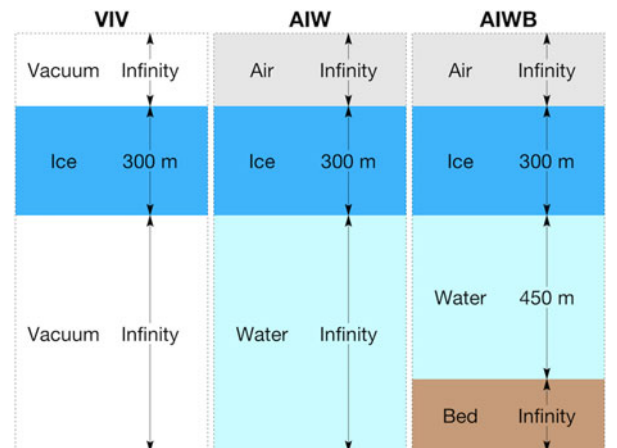 VIV AIW AIWB
Vacuum Infinity Air Infinity Air Infinity
Ice 300 m Ice 300 m Ice 300 m
Water 450 m
Vacuum Infinity Water Infinity
Bed Infinity